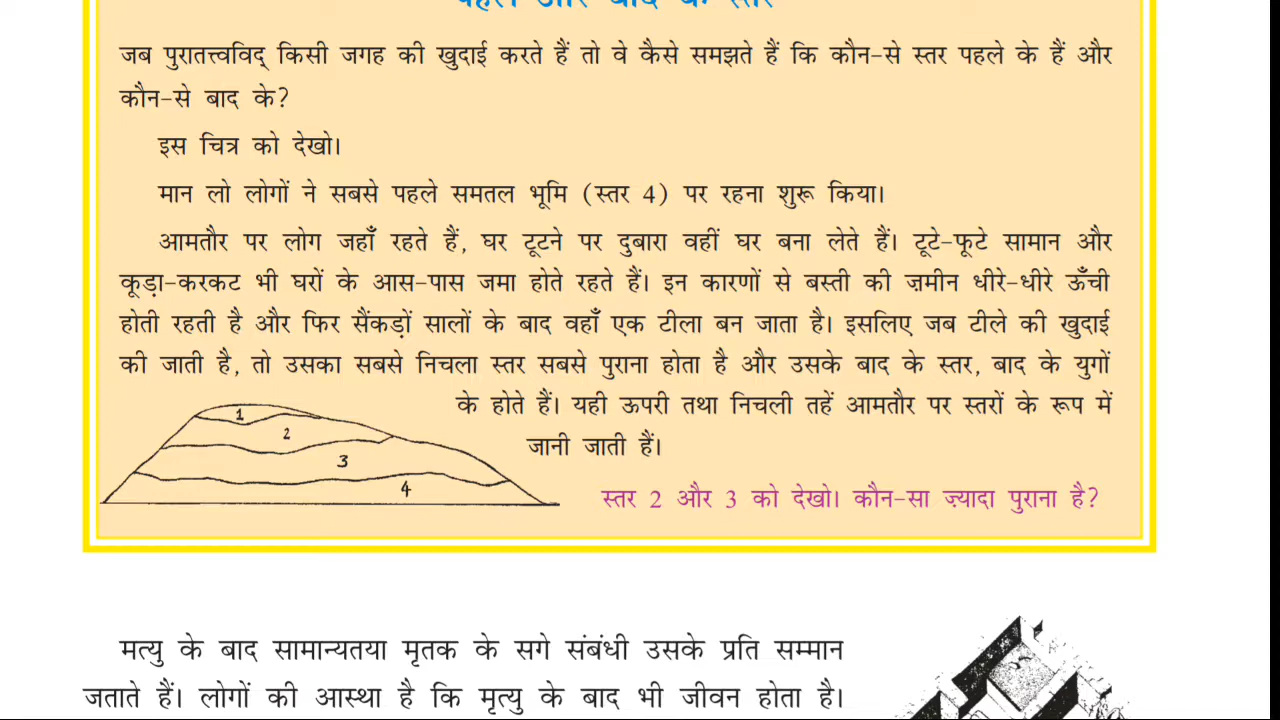 पहले और बाद के स्तर
जब पुरातत्त्वविद् किसी जगह की खुदाई करते हैं तो वे कैसे समझते हैं कि कौन-से स्तर पहले के हैं और
कौन-से बाद के?
इस चित्र को देखो।
मान लो लोगों ने सबसे पहले समतल भूमि (स्तर 4) पर रहना शुरू किया।
आमतौर पर लोग जहाँ रहते हैं, घर टूटने पर दुबारा वहीं घर बना लेते हैं। टूटे-फूटे सामान और
कूड़ा-करकट भी घरों के आस-पास जमा होते रहते हैं। इन कारणों से बस्ती की ज़मीन धीरे-धीरे ऊँची
होती रहती है और फिर सैंकड़ों सालों के बाद वहाँ एक टीला बन जाता है। इसलिए जब टीले की खुदाई
की जाती है, तो उसका सबसे निचला स्तर सबसे पुराना होता है और उसके बाद के स्तर, बाद के युगों
के होते हैं। यही ऊपरी तथा निचली तहें आमतौर पर स्तरों के रूप में
जानी जाती हैं।
1
2
3
4
स्तर 2 और 3 को देखो। कौन-सा ज़्यादा पुराना है?
मत्यु के बाद सामान्यतया मृतक के सगे संबंधी उसके प्रति सम्मान
जताते हैं। लोगों की आस्था है कि मृत्यु के बाद भी जीवन होता है।